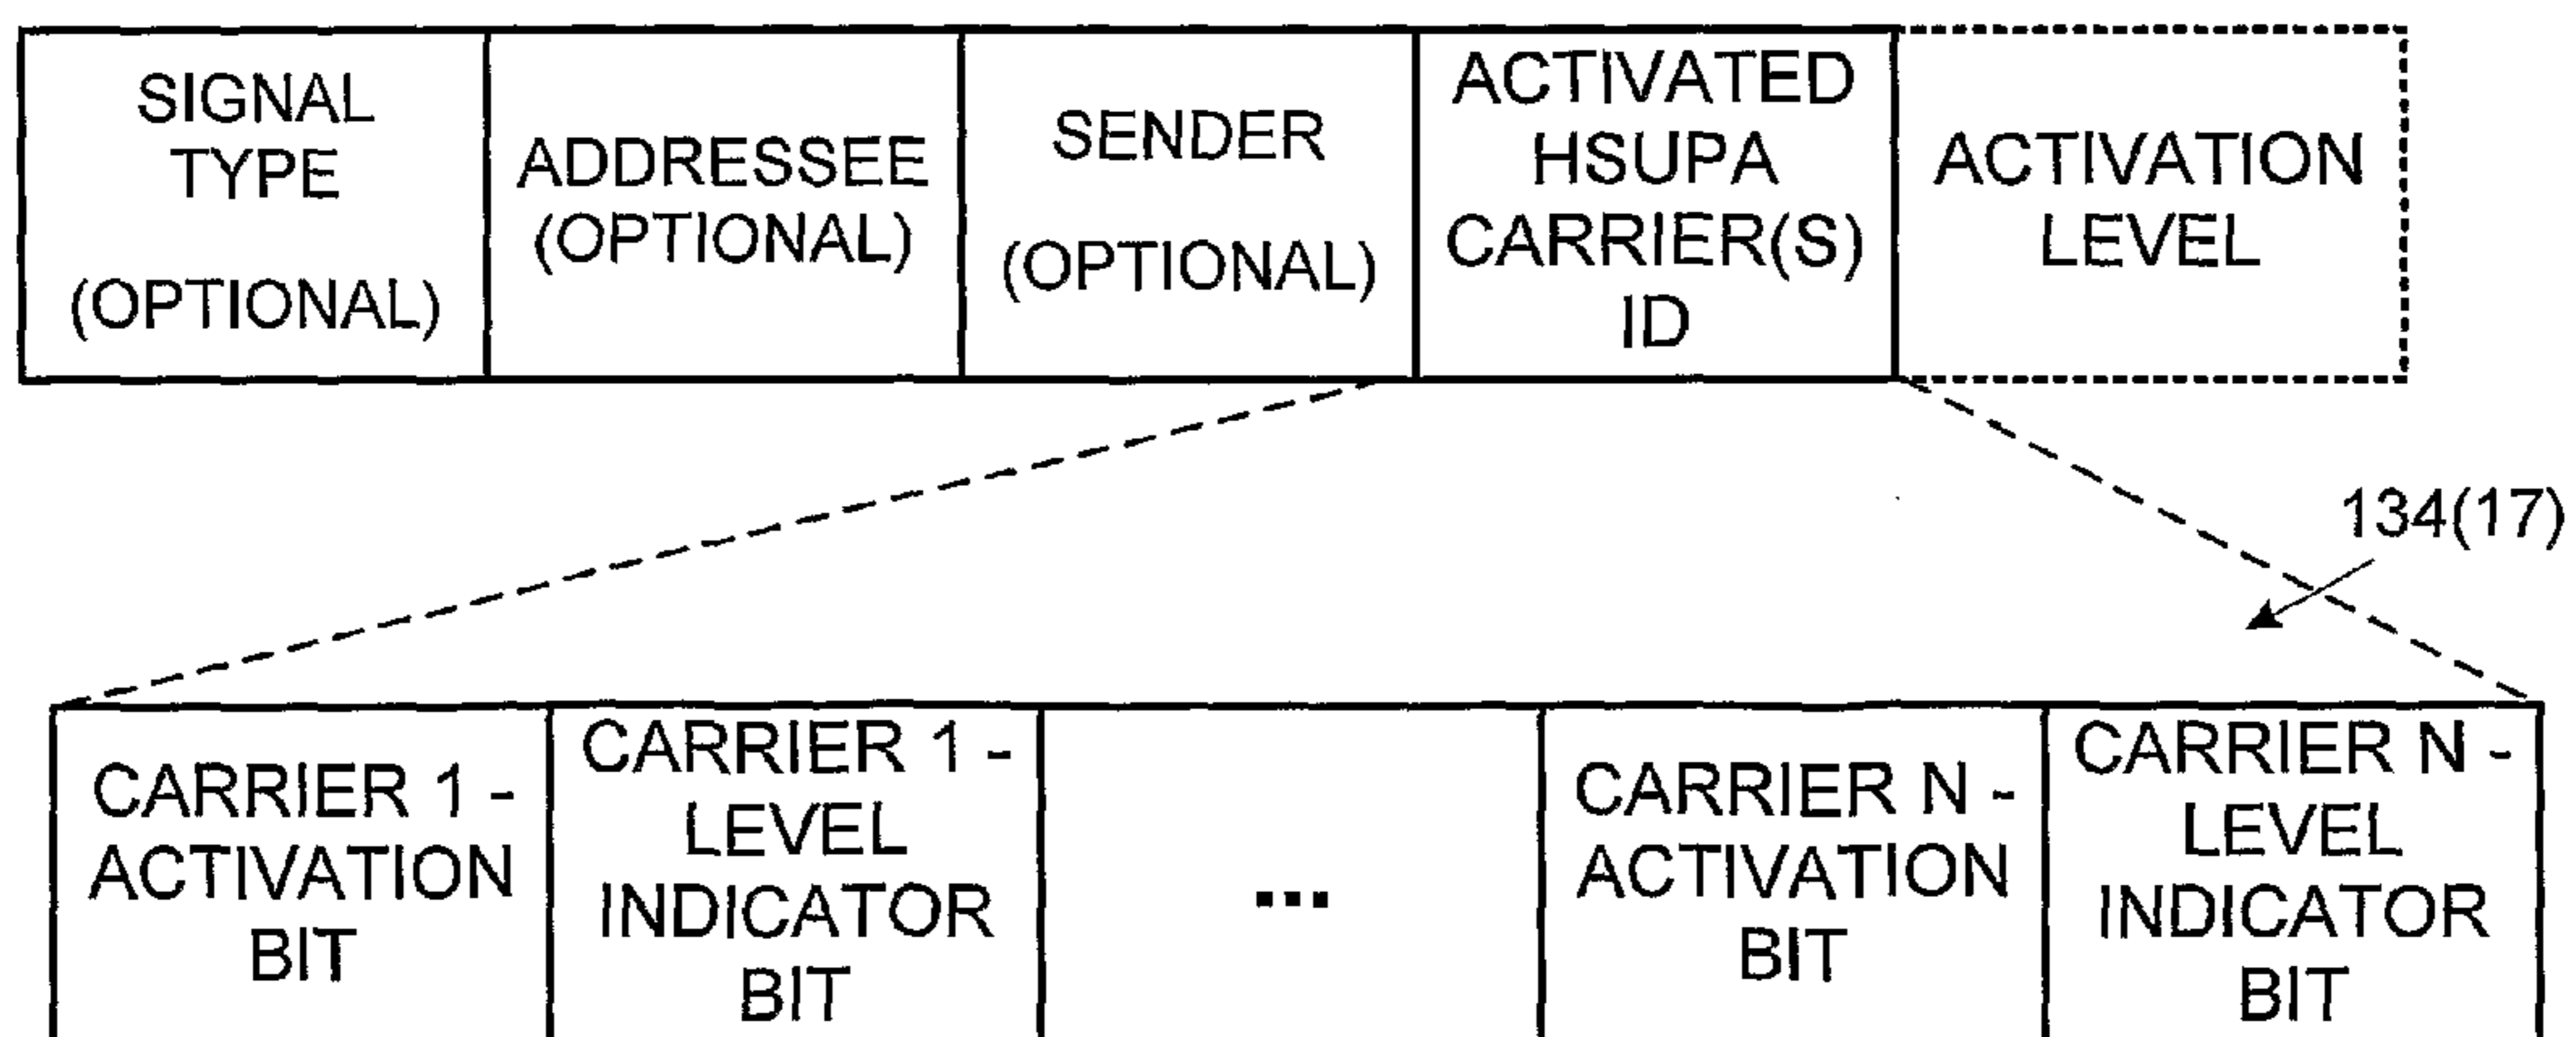 SIGNAL
TYPE
(OPTIONAL)
ADDRESSEE
(OPTIONAL)
SENDER
(OPTIONAL)
ACTIVATED
HSUPA
CARRIER(S)
ID
ACTIVATION
LEVEL
134(17)
CARRIER 1 -
ACTIVATION
BIT
CARRIER 1 -
LEVEL
INDICATOR
BIT
...
CARRIER N -
ACTIVATION
BIT
CARRIER N -
LEVEL
INDICATOR
BIT